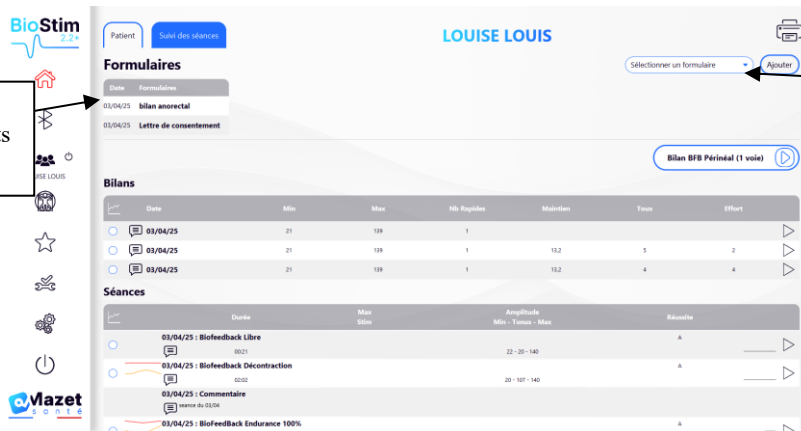 BioStim
2.2+
Patient
Suivi des séances
LOUISE LOUIS
Formulaires
Sélectionner un formulaire
Ajouter
Date Formulaires
03/04/25 bilan anorectal
03/04/25 Lettre de consentement
ts
UISE LOUIS
Bilan BFB Périnéal (1 voie)
Bilans
Date Min Max Nb Rapides Maintien Toux Effort
03/04/25 21 139 1
03/04/25 21 139 1 13.2 5 2
03/04/25 21 139 1 13.2 4 4
Séances
Durée Max Stim Amplitude Min - Tonus - Max Réussite
03/04/25 : Biofeedback Libre
00:21 22 - 20 - 140
03/04/25 : Biofeedback Décontraction
02:02 20 - 107 - 140
03/04/25 : Commentaire
seance du 03/04
03/04/25 : BioFeedBack Endurance 100%
Mazet
santé